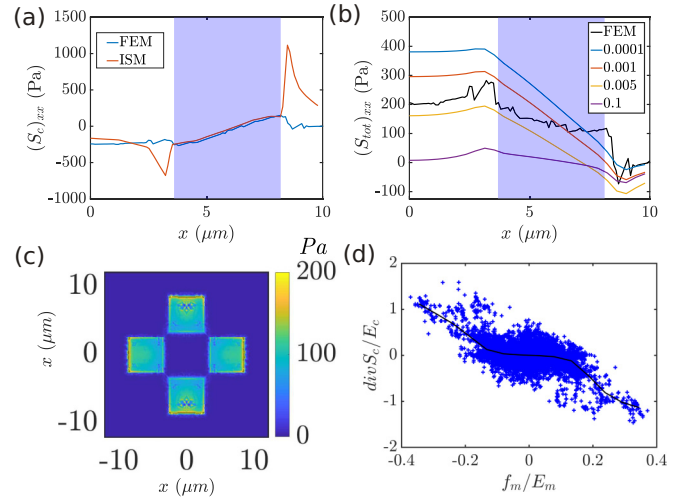 (a)
1500
1000
500
0
-500
-1000
(S_c)_xx (Pa)
FEM
ISM
0
5
10
x (μm)
(b)
500
400
300
200
100
0
-100
(S_tot)_xx (Pa)
FEM
0.0001
0.001
0.005
0.1
0
5
10
x (μm)
(c)
10
0
-10
x (μm)
-10
0
10
x (μm)
Pa
200
100
0
(d)
2
1
0
-1
-2
divS_c/E_c
-0.4
-0.2
0
0.2
0.4
f_m/E_m